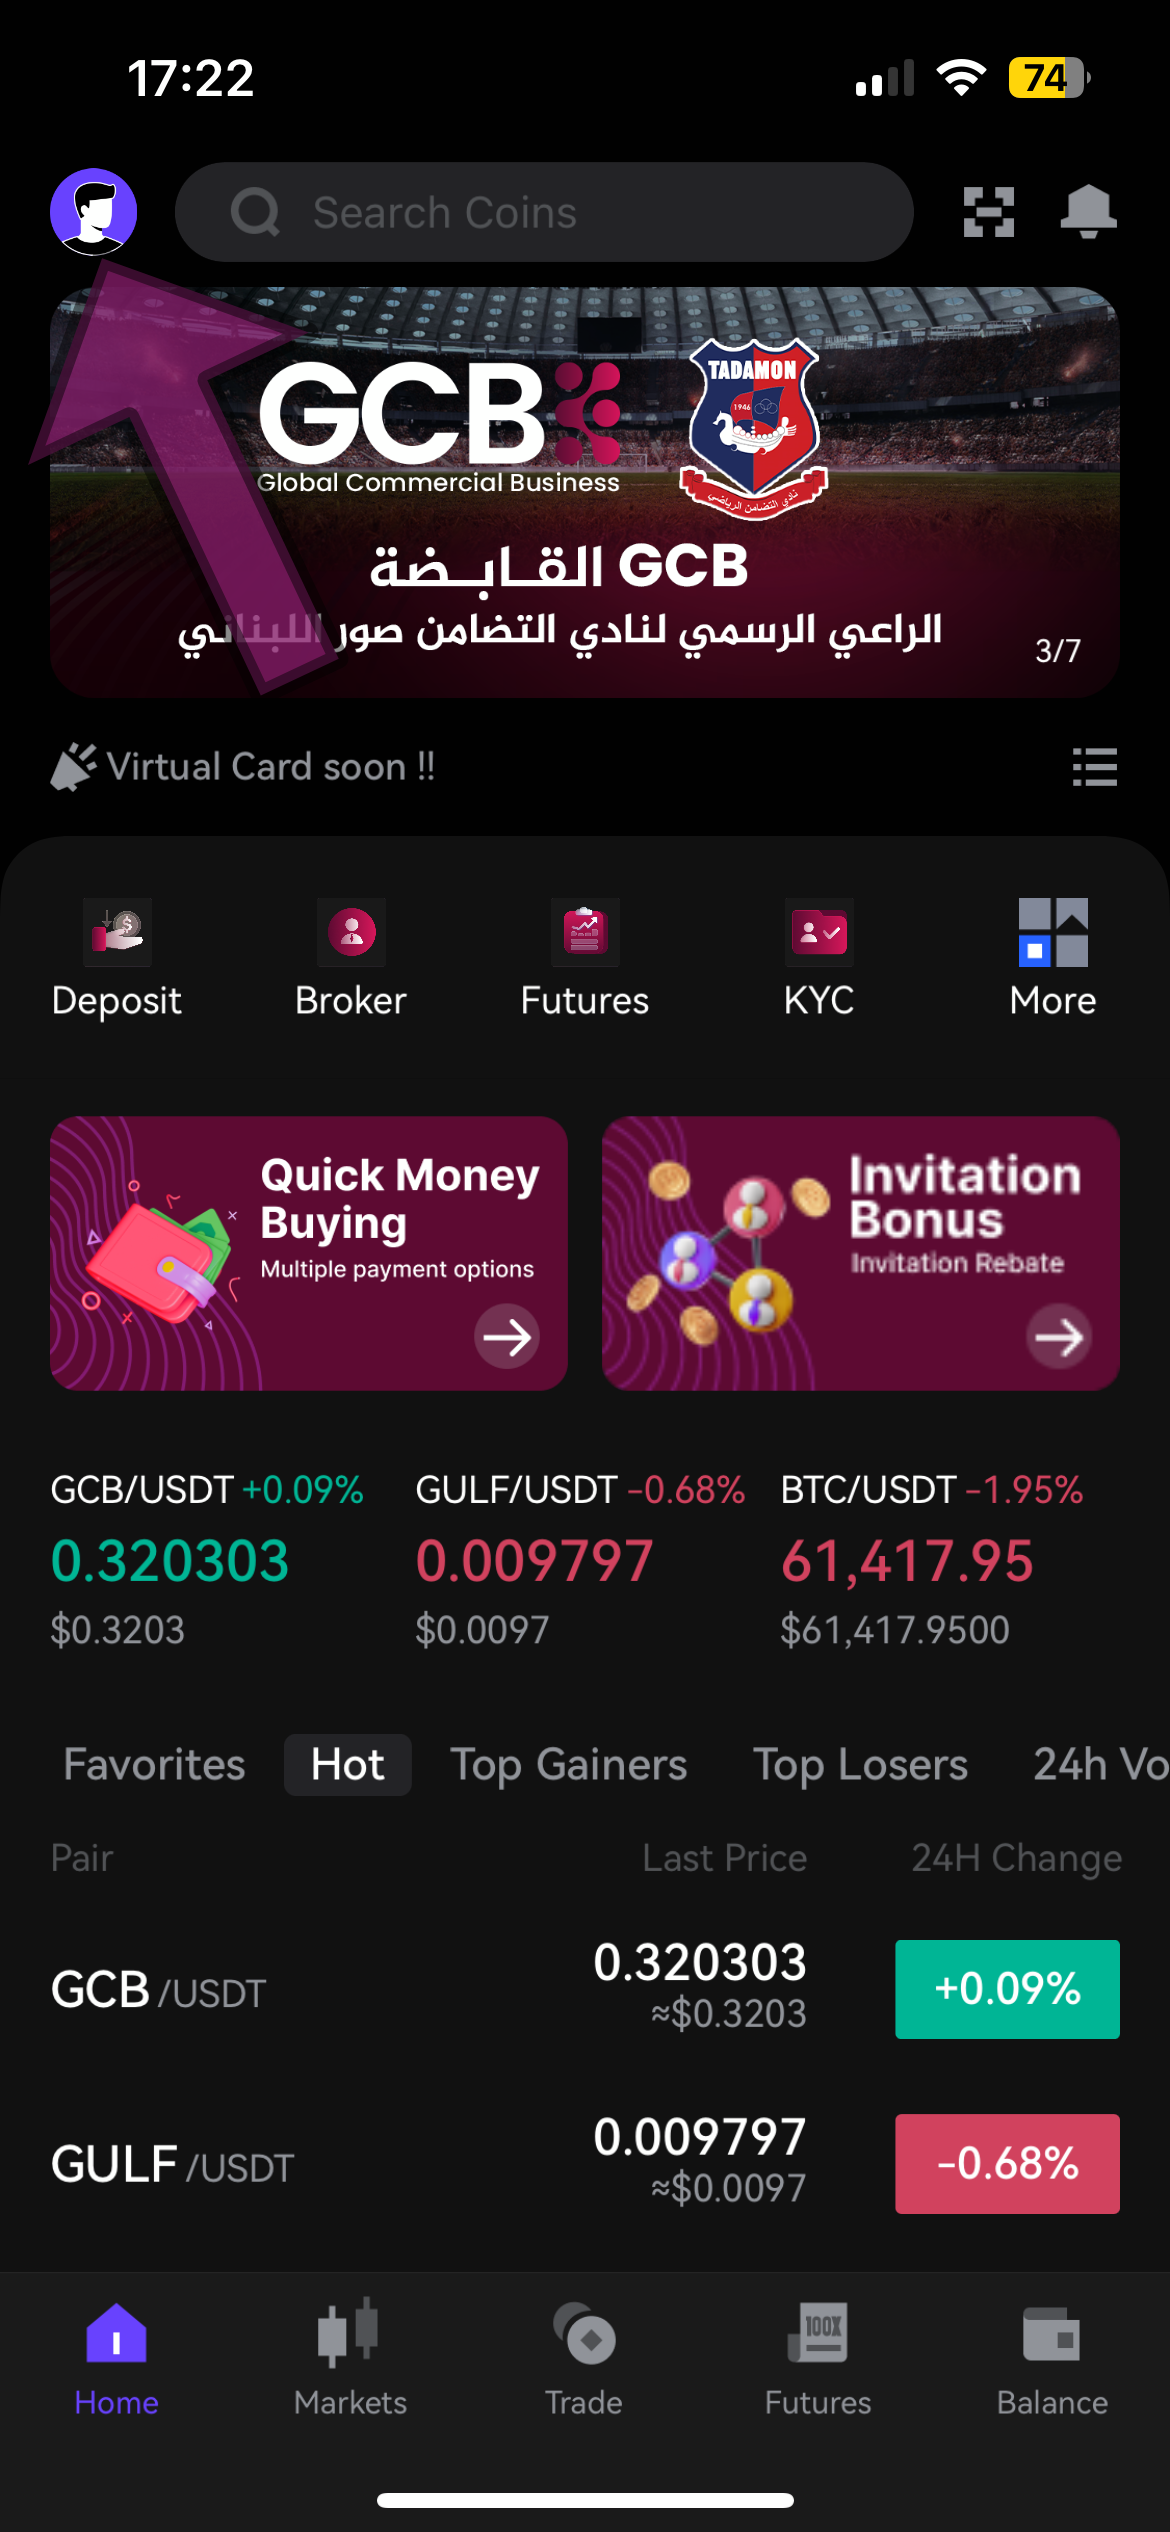 17:22
74
Search Coins
GCB
Global Commercial Business
TADAMON
1946
نادي التضامن الرياضي
GCB القـابـضة
الراعي الرسمي لنادي التضامن صور اللبناني
3/7
Virtual Card soon !!
Deposit
Broker
Futures
KYC
More
Quick Money
Buying
Multiple payment options
Invitation
Bonus
Invitation Rebate
GCB/USDT +0.09%
0.320303
$0.3203
GULF/USDT -0.68%
0.009797
$0.0097
BTC/USDT -1.95%
61,417.95
$61,417.9500
Favorites
Hot
Top Gainers
Top Losers
24h Vo
Pair
Last Price
24H Change
GCB /USDT
0.320303
≈$0.3203
+0.09%
GULF /USDT
0.009797
≈$0.0097
-0.68%
100X
Home
Markets
Trade
Futures
Balance